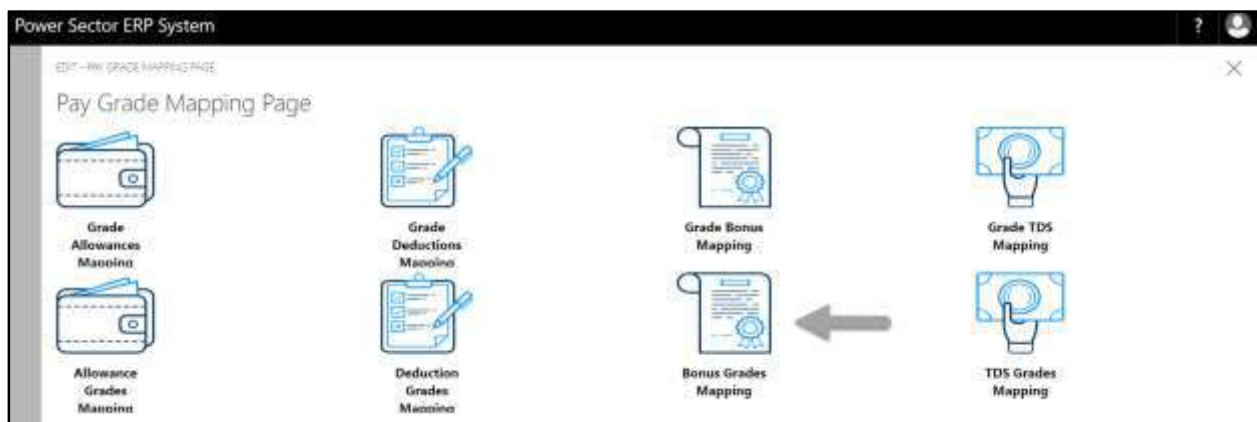 Power Sector ERP System
?
EDIT - PAY GRADE MAPPING PAGE
Pay Grade Mapping Page
Grade
Allowances
Mapping
Grade
Deductions
Mapping
Grade Bonus
Mapping
Grade TDS
Mapping
Allowance
Grades
Mapping
Deduction
Grades
Mapping
Bonus Grades
Mapping
TDS Grades
Mapping